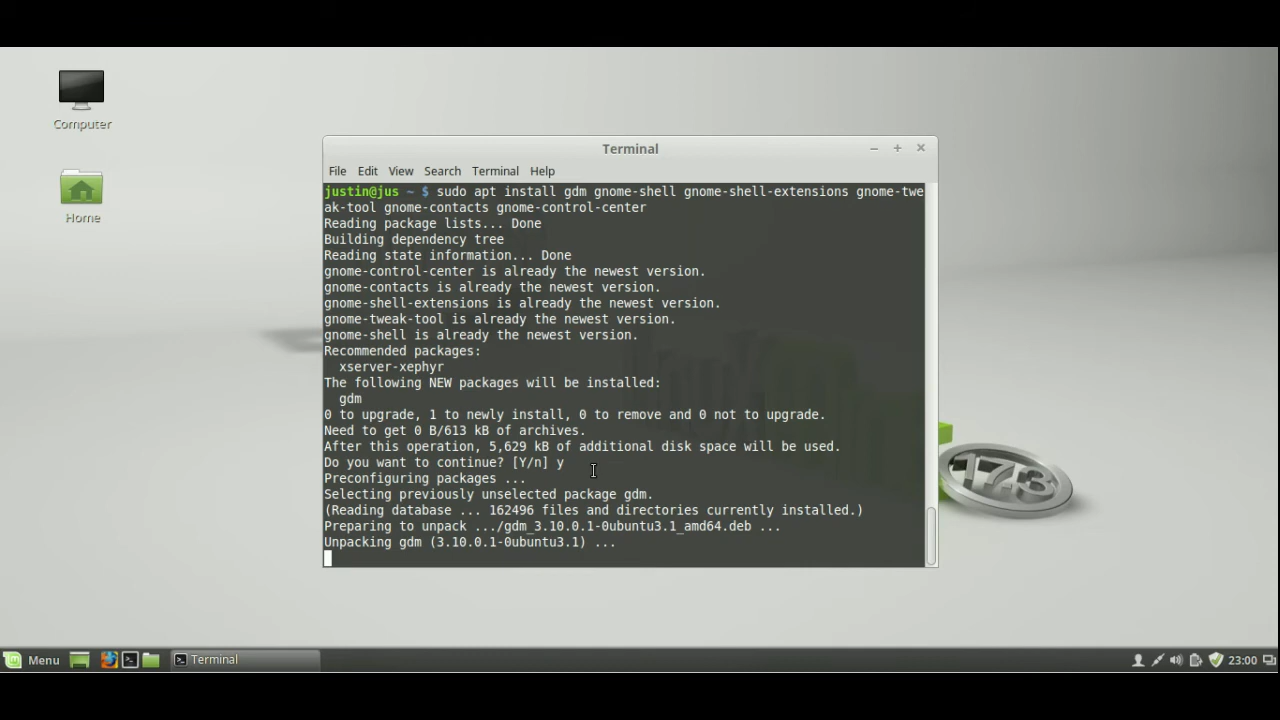 Computer
Home
Terminal
File Edit View Search Terminal Help
justin@jus ~ $ sudo apt install gdm gnome-shell gnome-shell-extensions gnome-twe
ak-tool gnome-contacts gnome-control-center
Reading package lists... Done
Building dependency tree
Reading state information... Done
gnome-control-center is already the newest version.
gnome-contacts is already the newest version.
gnome-shell-extensions is already the newest version.
gnome-tweak-tool is already the newest version.
gnome-shell is already the newest version.
Recommended packages:
  xserver-xephyr
The following NEW packages will be installed:
  gdm
0 to upgrade, 1 to newly install, 0 to remove and 0 not to upgrade.
Need to get 0 B/613 kB of archives.
After this operation, 5,629 kB of additional disk space will be used.
Do you want to continue? [Y/n] y
Preconfiguring packages ...
Selecting previously unselected package gdm.
(Reading database ... 162496 files and directories currently installed.)
Preparing to unpack .../gdm_3.10.0.1-0ubuntu3.1_amd64.deb ...
Unpacking gdm (3.10.0.1-0ubuntu3.1) ...
17.3
Menu
Terminal
23:00